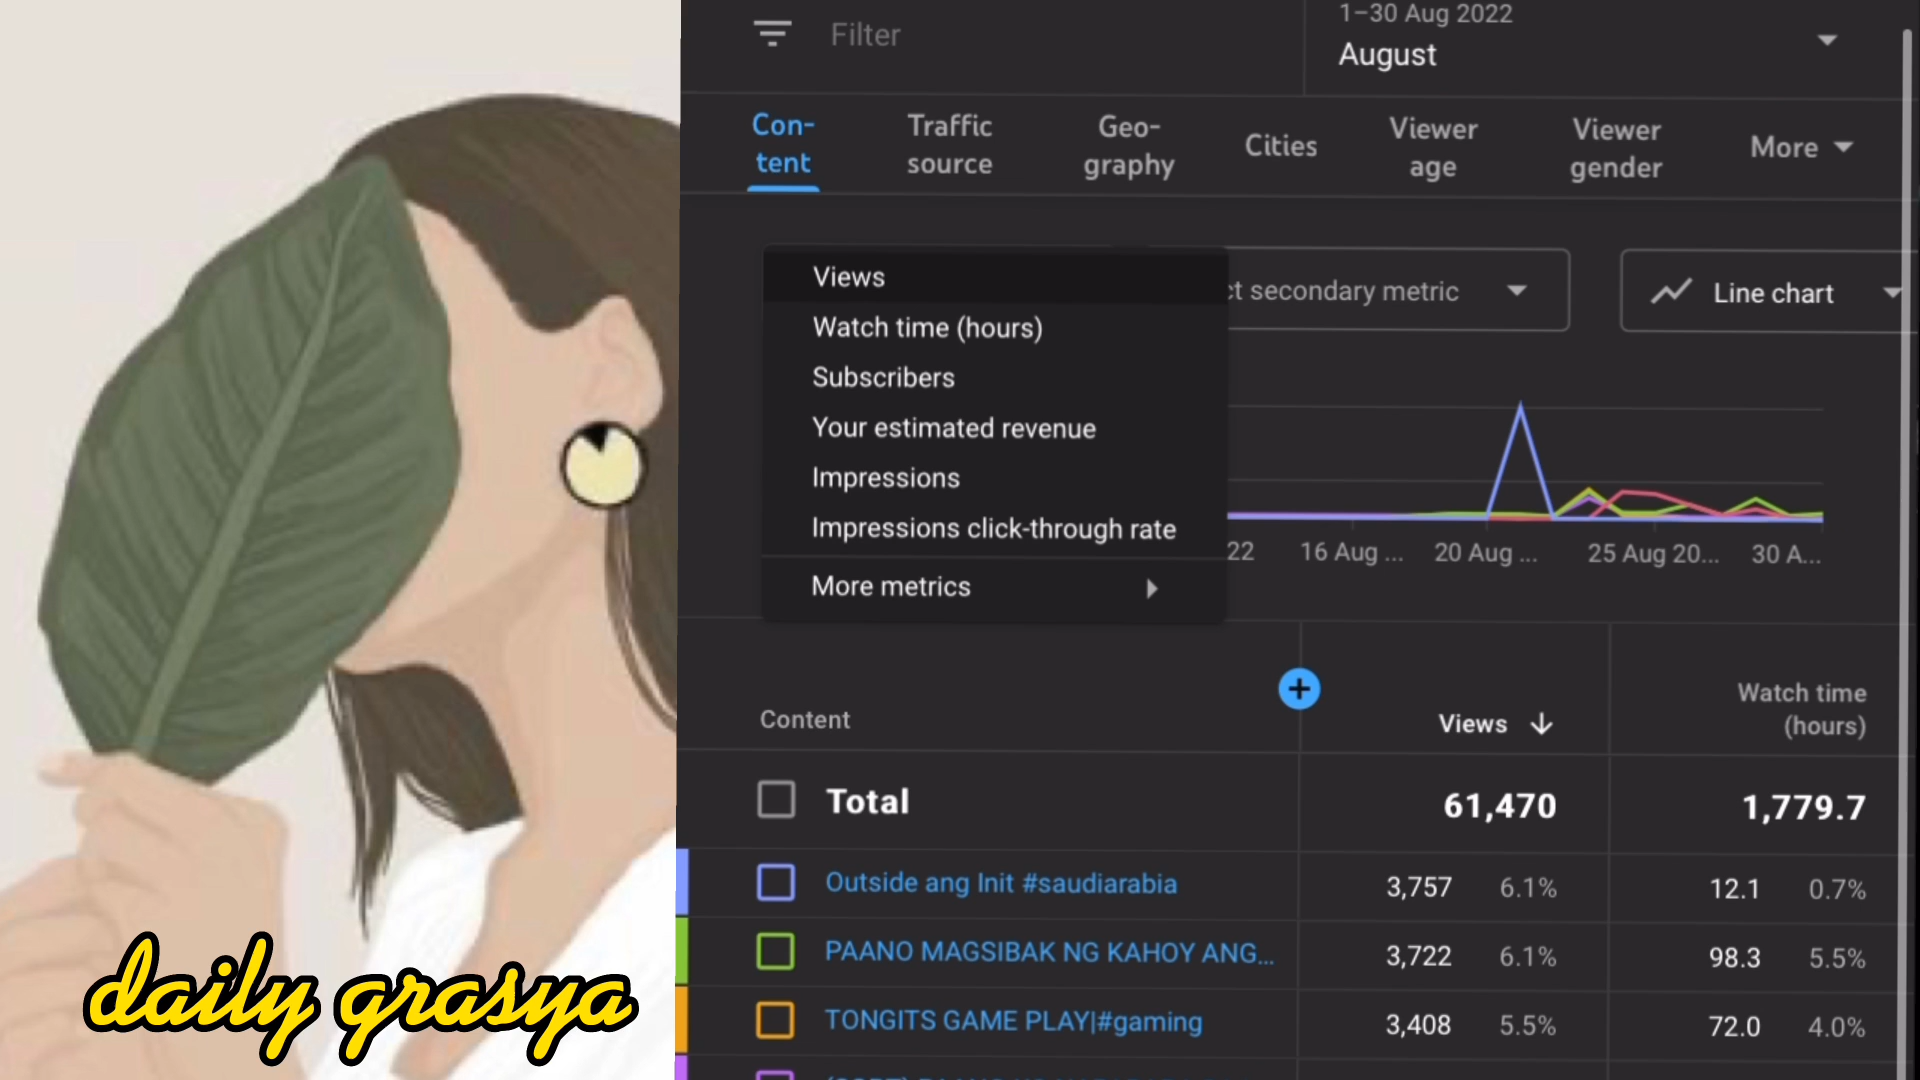 1–30 Aug 2022
Filter
August
Con-
tent
Traffic
source
Geo-
graphy
Cities
Viewer
age
Viewer
gender
More
Views
ct secondary metric
Line chart
Watch time (hours)
Subscribers
Your estimated revenue
Impressions
Impressions click-through rate
22 16 Aug ... 20 Aug ... 25 Aug 20... 30 A...
More metrics
Content
Views
Watch time
(hours)
Total 61,470 1,779.7
Outside ang Init #saudiarabia 3,757 6.1% 12.1 0.7%
PAANO MAGSIBAK NG KAHOY ANG... 3,722 6.1% 98.3 5.5%
TONGITS GAME PLAY|#gaming 3,408 5.5% 72.0 4.0%
daily grasya